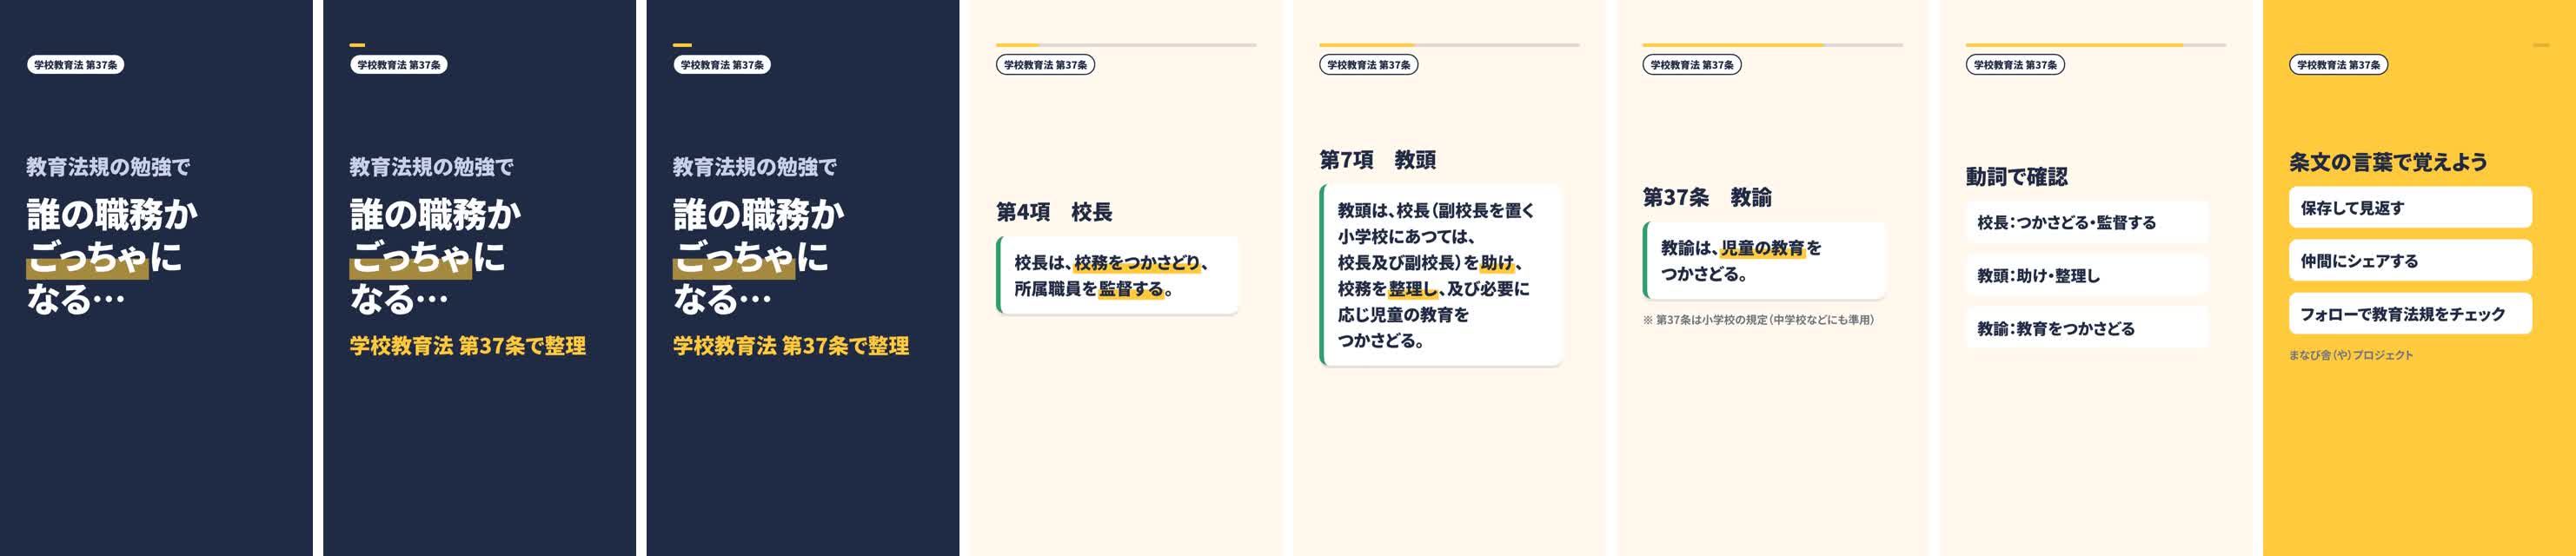 学校教育法 第37条
教育法規の勉強で
誰の職務か
ごっちゃに
なる…
学校教育法 第37条
教育法規の勉強で
誰の職務か
ごっちゃに
なる…
学校教育法 第37条で整理
学校教育法 第37条
教育法規の勉強で
誰の職務か
ごっちゃに
なる…
学校教育法 第37条で整理
学校教育法 第37条
第4項　校長
校長は、校務をつかさどり、
所属職員を監督する。
学校教育法 第37条
第7項　教頭
教頭は、校長(副校長を置く
小学校にあつては、
校長及び副校長)を助け、
校務を整理し、及び必要に
応じ児童の教育を
つかさどる。
学校教育法 第37条
第37条　教諭
教諭は、児童の教育を
つかさどる。
※ 第37条は小学校の規定(中学校などにも準用)
学校教育法 第37条
動詞で確認
校長：つかさどる・監督する
教頭：助け・整理し
教諭：教育をつかさどる
学校教育法 第37条
条文の言葉で覚えよう
保存して見返す
仲間にシェアする
フォローで教育法規をチェック
まなび舎(や)プロジェクト